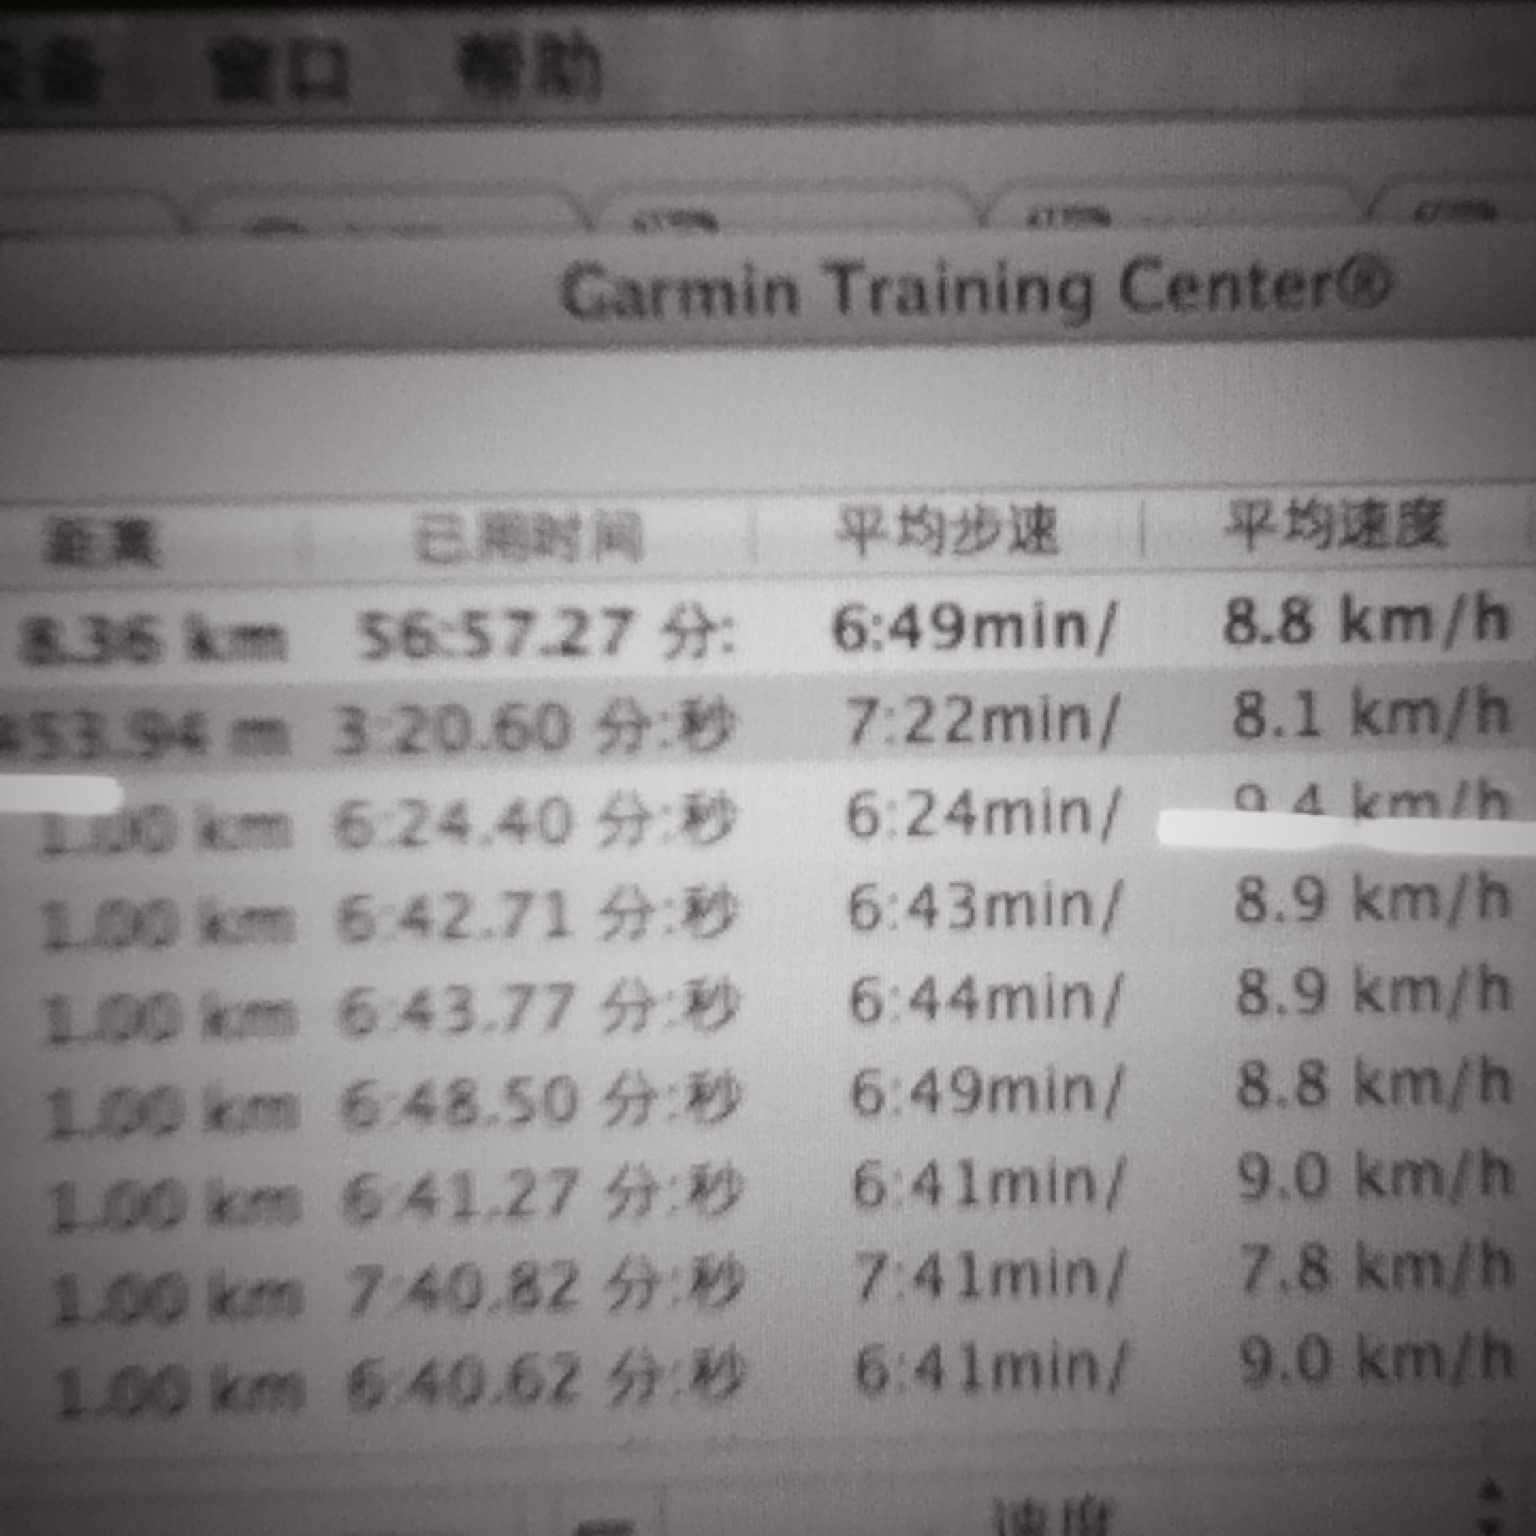 窗口 帮助
Garmin Training Center®
距离 已用时间 平均步速 平均速度
8.36 km 56:57.27 分: 6:49min/ 8.8 km/h
453.94 m 3:20.60 分:秒 7:22min/ 8.1 km/h
1.00 km 6:24.40 分:秒 6:24min/ 9.4 km/h
1.00 km 6:42.71 分:秒 6:43min/ 8.9 km/h
1.00 km 6:43.77 分:秒 6:44min/ 8.9 km/h
1.00 km 6:48.50 分:秒 6:49min/ 8.8 km/h
1.00 km 6:41.27 分:秒 6:41min/ 9.0 km/h
1.00 km 7:40.82 分:秒 7:41min/ 7.8 km/h
1.00 km 6:40.62 分:秒 6:41min/ 9.0 km/h
速度